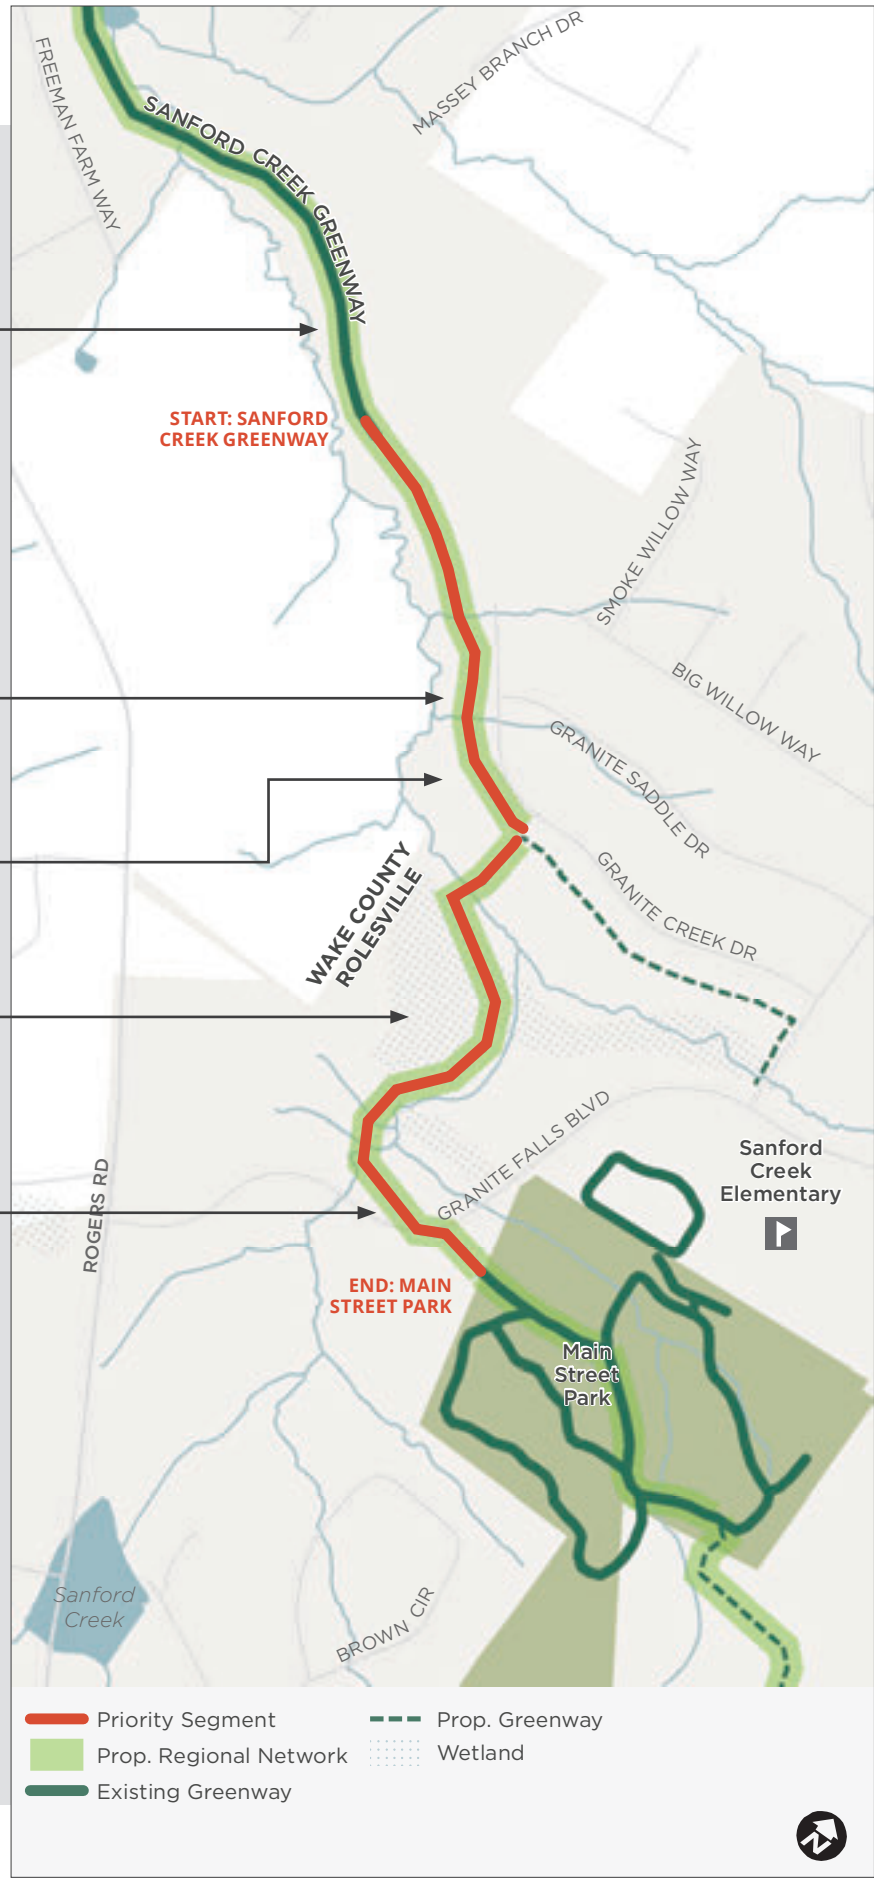 MASSEY BRANCH DR
FREEMAN FARM WAY
SANFORD CREEK GREENWAY
START: SANFORD
CREEK GREENWAY
SMOKE WILLOW WAY
BIG WILLOW WAY
GRANITE SADDLE DR
GRANITE CREEK DR
WAKE COUNTY
ROLESVILLE
GRANITE FALLS BLVD
Sanford
Creek
Elementary
ROGERS RD
END: MAIN
STREET PARK
Main
Street
Park
Sanford
Creek
BROWN CIR
Priority Segment
Prop. Regional Network
Existing Greenway
Prop. Greenway
Wetland
N